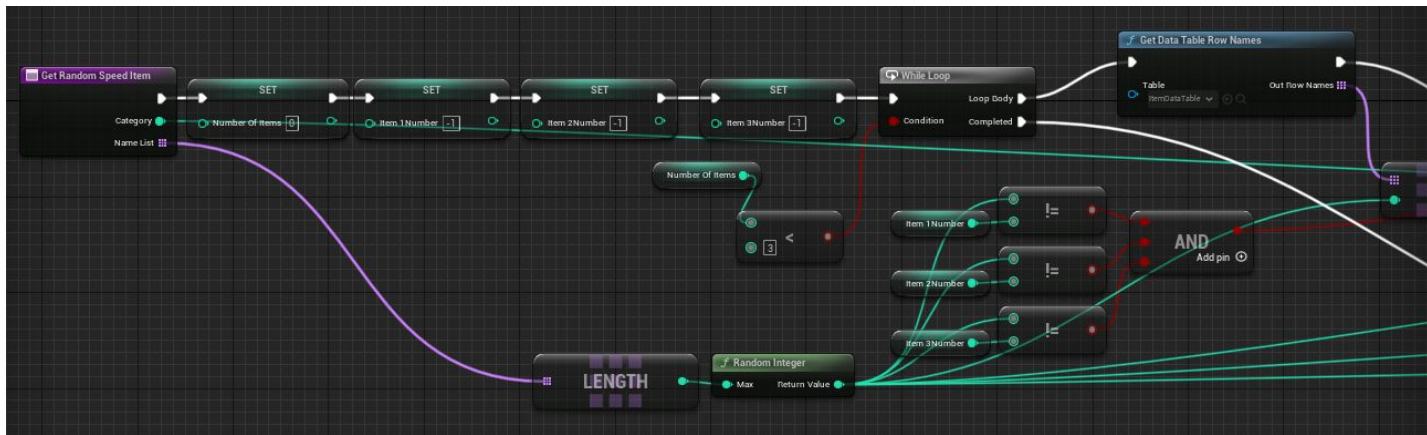 Get Random Speed Item
Category
Name List
SET
Number Of Items 0
SET
Item 1Number -1
SET
Item 2Number -1
SET
Item 3Number -1
While Loop
Loop Body
Condition
Completed
f Get Data Table Row Names
Table
ItemDataTable
Out Row Names
Number Of Items
3 <
Item 1Number
!=
Item 2Number
!=
Item 3Number
!=
AND
Add pin
LENGTH
f Random Integer
Max
Return Value